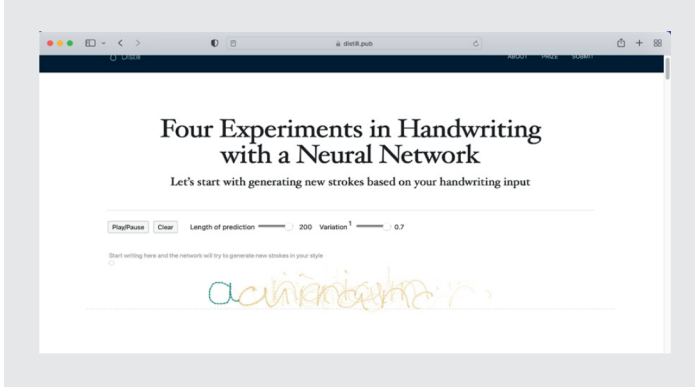 distill.pub
Distill ABOUT PRIZE SUBMIT
Four Experiments in Handwriting
with a Neural Network
Let's start with generating new strokes based on your handwriting input
Play/Pause Clear Length of prediction 200 Variation 1 0.7
Start writing here and the network will try to generate new strokes in your style
a